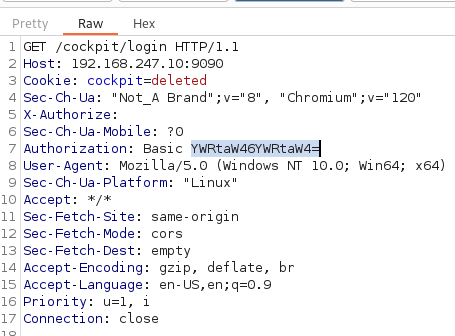 Pretty Raw Hex
1 GET /cockpit/login HTTP/1.1
2 Host: 192.168.247.10:9090
3 Cookie: cockpit=deleted
4 Sec-Ch-Ua: "Not_A Brand";v="8", "Chromium";v="120"
5 X-Authorize:
6 Sec-Ch-Ua-Mobile: ?0
7 Authorization: Basic YWRtaW46YWRtaW4=
8 User-Agent: Mozilla/5.0 (Windows NT 10.0; Win64; x64)
9 Sec-Ch-Ua-Platform: "Linux"
10 Accept: */*
11 Sec-Fetch-Site: same-origin
12 Sec-Fetch-Mode: cors
13 Sec-Fetch-Dest: empty
14 Accept-Encoding: gzip, deflate, br
15 Accept-Language: en-US,en;q=0.9
16 Priority: u=1, i
17 Connection: close
18